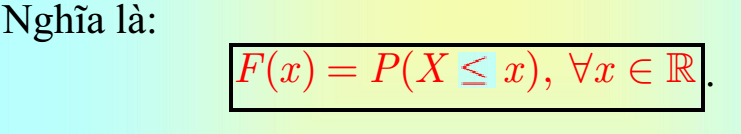 Nghĩa là:
F(x) = P(X ≤ x), ∀x ∈ ℝ.